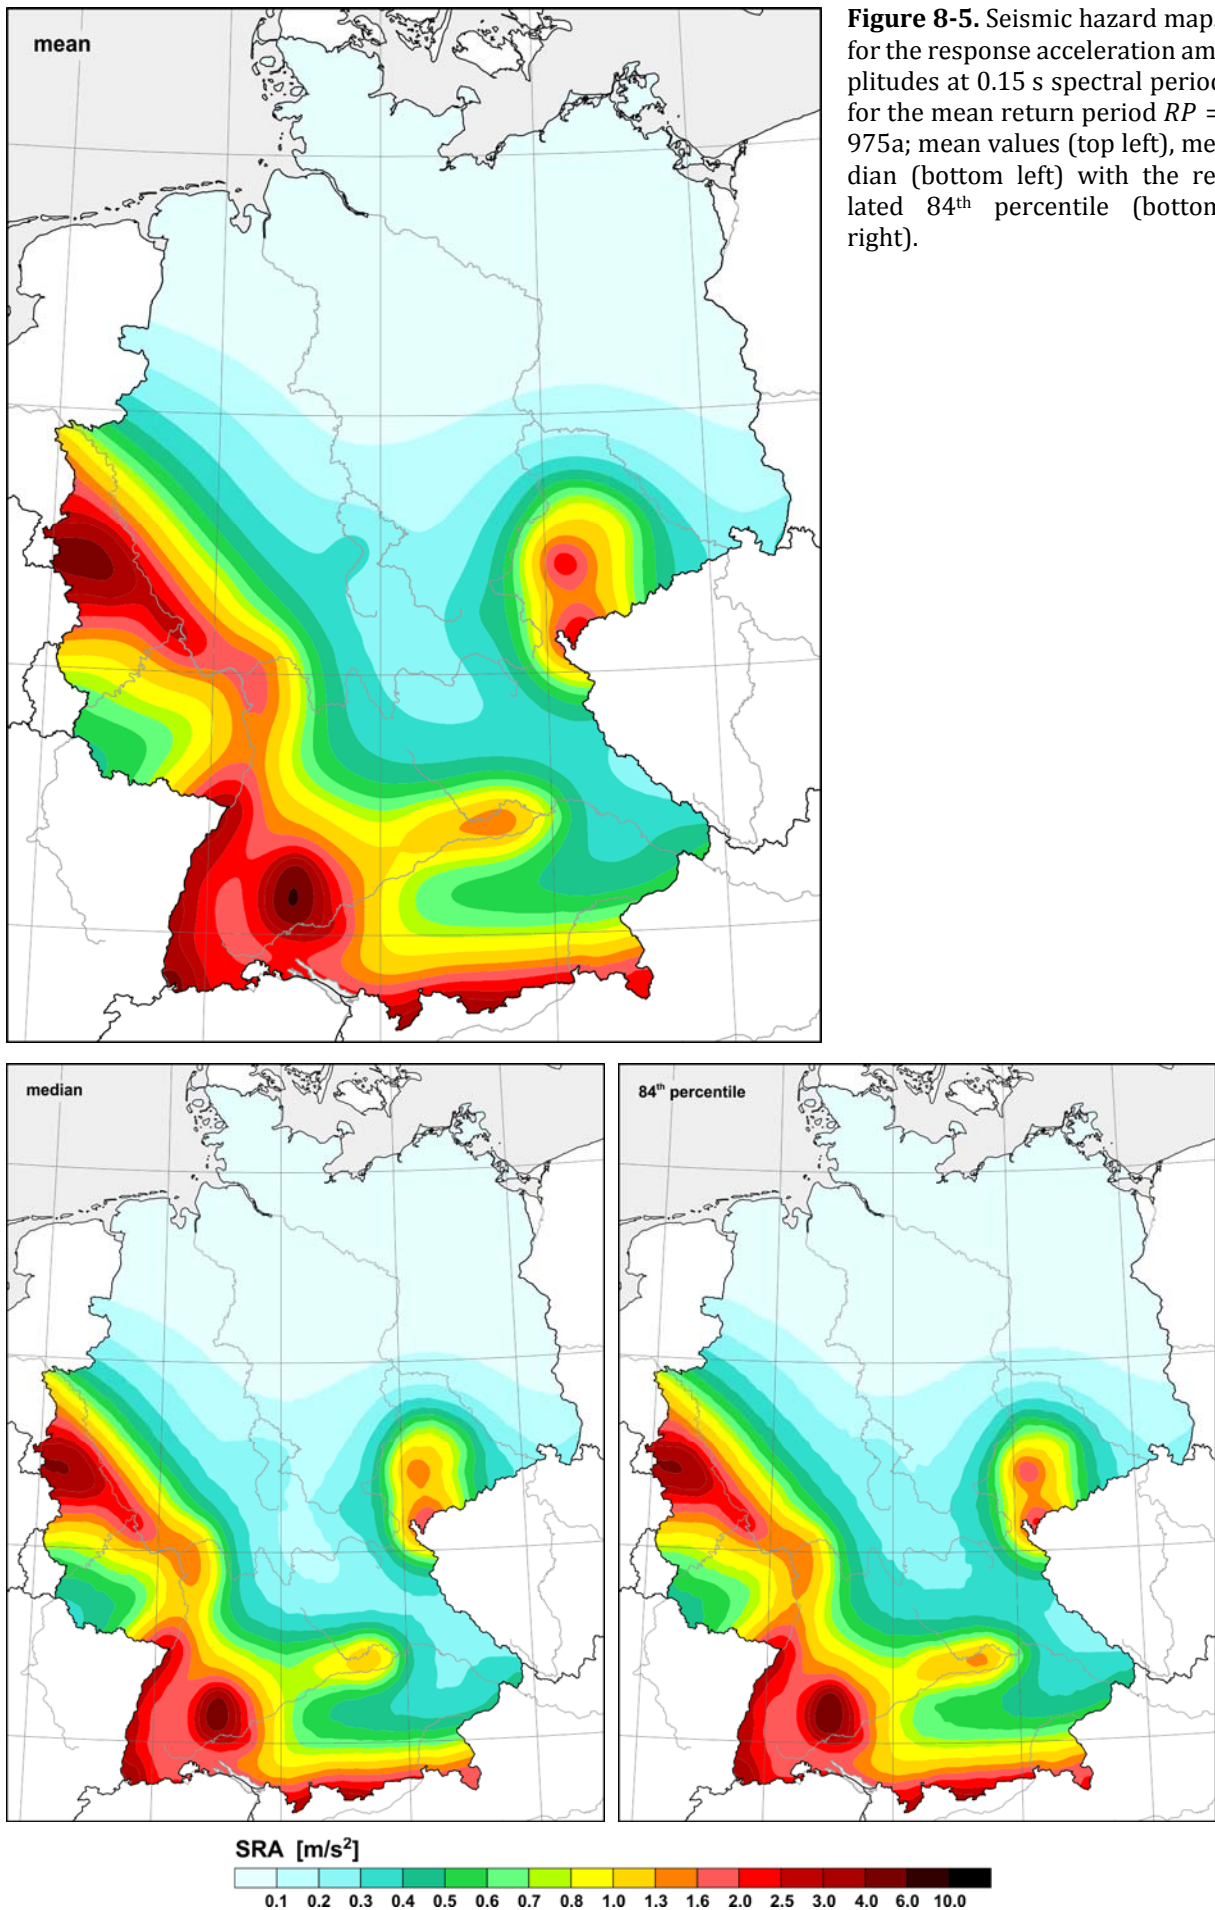 mean
Figure 8-5. Seismic hazard map
for the response acceleration am
plitudes at 0.15 s spectral period
for the mean return period RP =
975a; mean values (top left), me
dian (bottom left) with the re
lated 84th percentile (bottom
right).
median
84th percentile
SRA [m/s2]
0.1 0.2 0.3 0.4 0.5 0.6 0.7 0.8 1.0 1.3 1.6 2.0 2.5 3.0 4.0 6.0 10.0